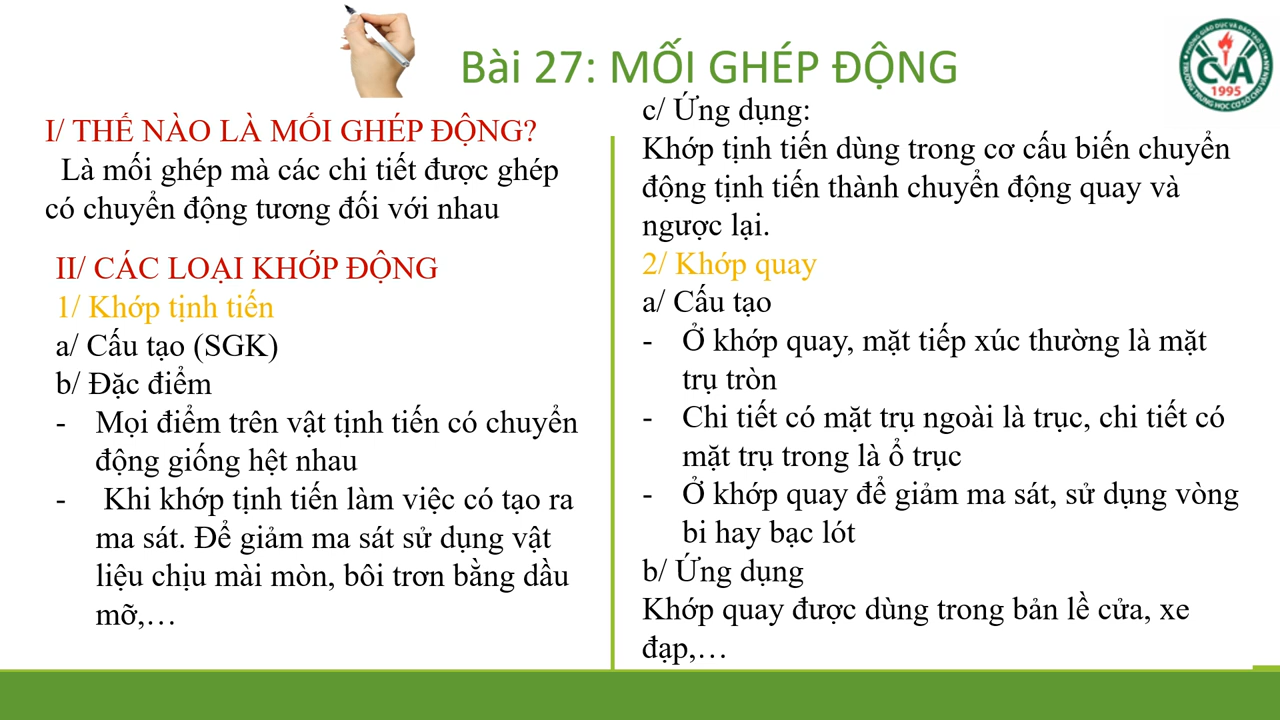 Bài 27: MỐI GHÉP ĐỘNG
CVA
1995
I/ THẾ NÀO LÀ MỐI GHÉP ĐỘNG?
Là mối ghép mà các chi tiết được ghép
có chuyển động tương đối với nhau
II/ CÁC LOẠI KHỚP ĐỘNG
1/ Khớp tịnh tiến
a/ Cấu tạo (SGK)
b/ Đặc điểm
- Mọi điểm trên vật tịnh tiến có chuyển
động giống hệt nhau
- Khi khớp tịnh tiến làm việc có tạo ra
ma sát. Để giảm ma sát sử dụng vật
liệu chịu mài mòn, bôi trơn bằng dầu
mỡ,…
c/ Ứng dụng:
Khớp tịnh tiến dùng trong cơ cấu biến chuyển
động tịnh tiến thành chuyển động quay và
ngược lại.
2/ Khớp quay
a/ Cấu tạo
- Ở khớp quay, mặt tiếp xúc thường là mặt
trụ tròn
- Chi tiết có mặt trụ ngoài là trục, chi tiết có
mặt trụ trong là ổ trục
- Ở khớp quay để giảm ma sát, sử dụng vòng
bi hay bạc lót
b/ Ứng dụng
Khớp quay được dùng trong bản lề cửa, xe
đạp,…